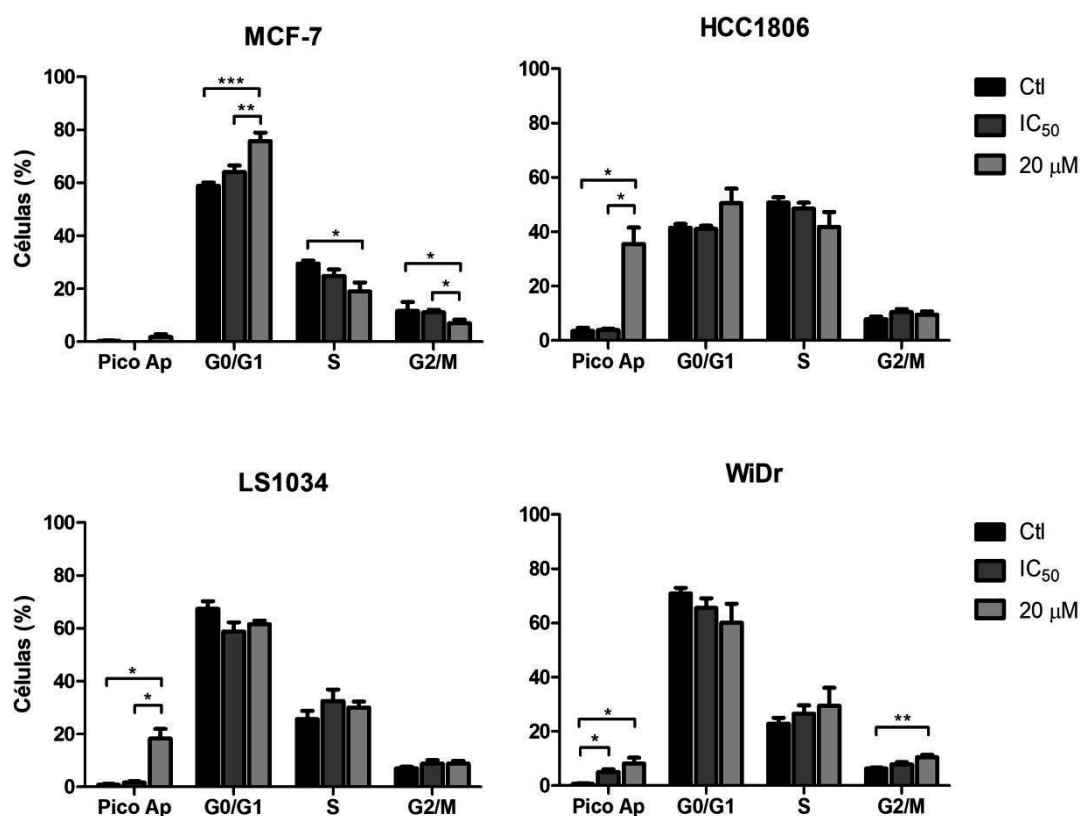 MCF-7
HCC1806
Células (%)
100
80
60
40
20
0
***
**
*
*
*
Pico Ap G0/G1 S G2/M
100
80
60
40
20
0
*
*
Pico Ap G0/G1 S G2/M
Ctl
IC₅₀
20 μM
LS1034
WiDr
Células (%)
100
80
60
40
20
0
*
*
Pico Ap G0/G1 S G2/M
100
80
60
40
20
0
*
*
**
Pico Ap G0/G1 S G2/M
Ctl
IC₅₀
20 μM